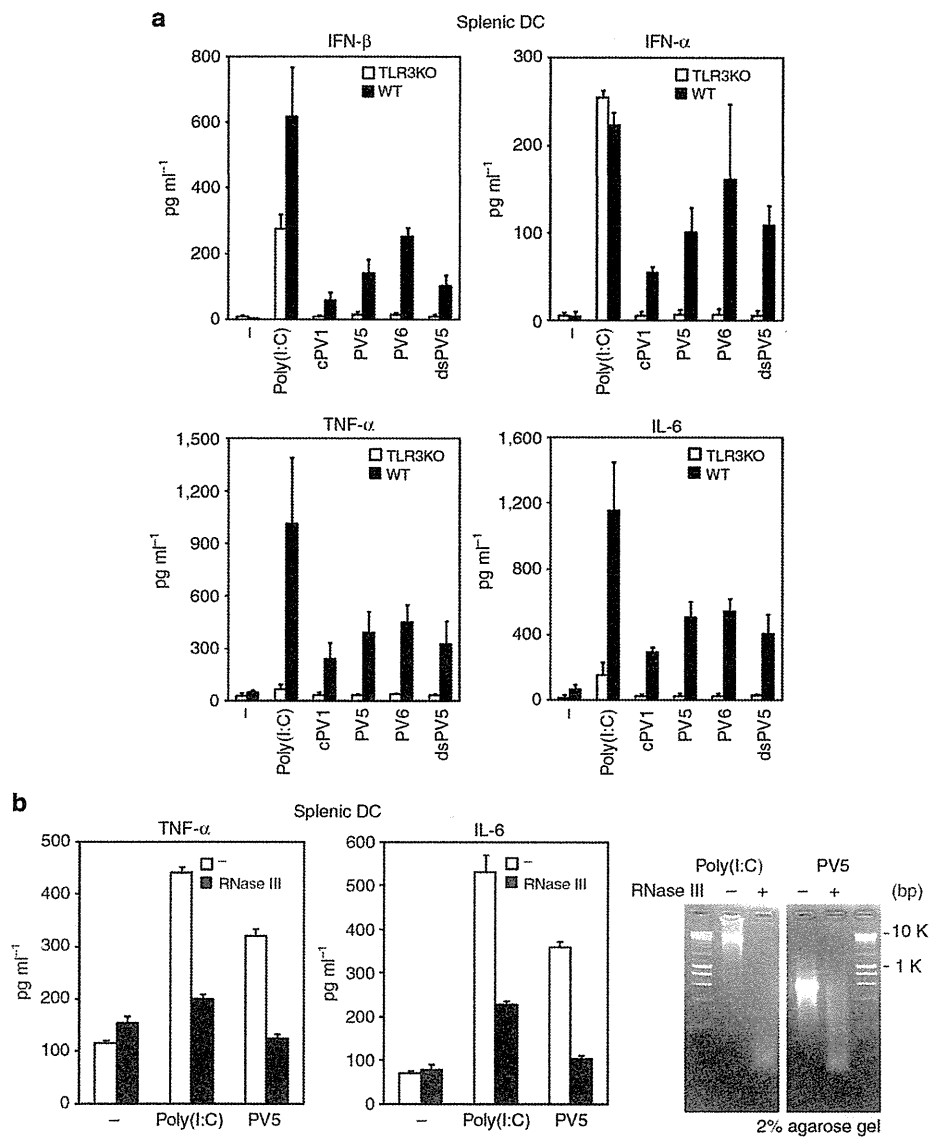 a
Splenic DC
IFN-β
800
600
400
200
0
pg ml⁻¹
TLR3KO
WT
–
Poly(I:C)
cPV1
PV5
PV6
dsPV5
IFN-α
300
200
100
0
pg ml⁻¹
TLR3KO
WT
–
Poly(I:C)
cPV1
PV5
PV6
dsPV5
TNF-α
1,500
1,200
900
600
300
0
pg ml⁻¹
TLR3KO
WT
–
Poly(I:C)
cPV1
PV5
PV6
dsPV5
IL-6
1,600
1,200
800
400
0
pg ml⁻¹
TLR3KO
WT
–
Poly(I:C)
cPV1
PV5
PV6
dsPV5
b
Splenic DC
TNF-α
500
400
300
200
100
0
pg ml⁻¹
–
RNase III
–
Poly(I:C)
PV5
IL-6
600
500
400
300
200
100
0
pg ml⁻¹
–
RNase III
–
Poly(I:C)
PV5
Poly(I:C) PV5
RNase III – + – + (bp)
- 10 K
- 1 K
2% agarose gel